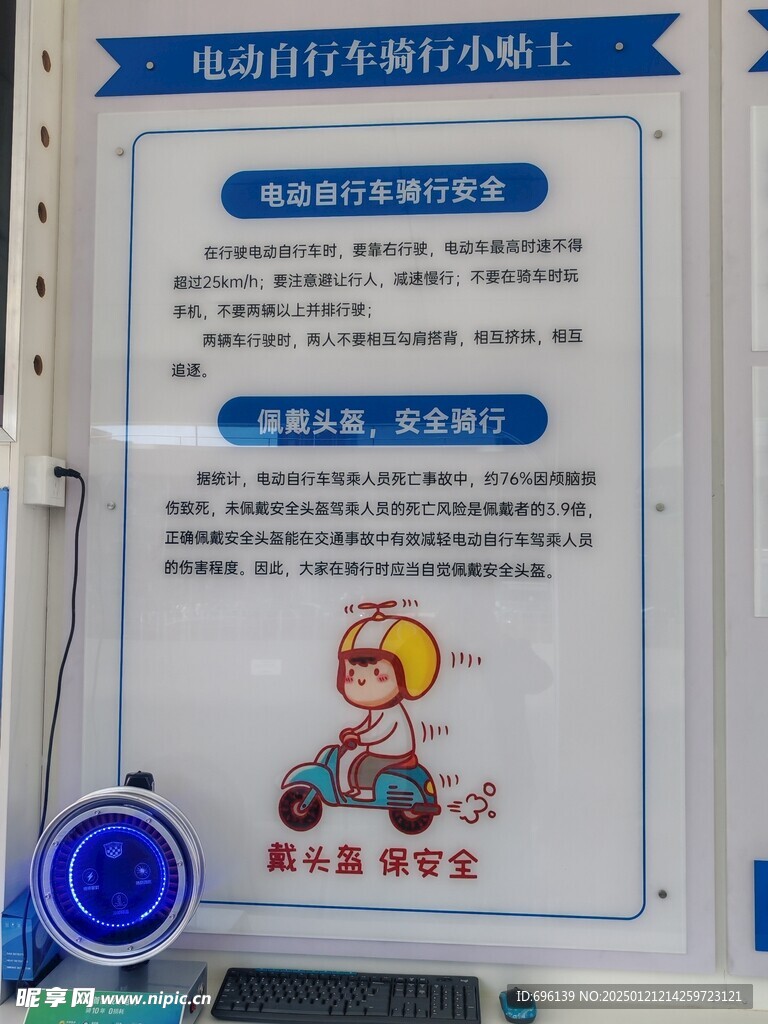 电动自行车骑行小贴士
电动自行车骑行安全
在行驶电动自行车时，要靠右行驶，电动车最高时速不得
超过25km/h；要注意避让行人，减速慢行；不要在骑车时玩
手机，不要两辆以上并排行驶；
两辆车行驶时，两人不要相互勾肩搭背，相互挤抹，相互
追逐。
佩戴头盔，安全骑行
据统计，电动自行车驾乘人员死亡事故中，约76%因颅脑损
伤致死，未佩戴安全头盔驾乘人员的死亡风险是佩戴者的3.9倍，
正确佩戴安全头盔能在交通事故中有效减轻电动自行车驾乘人员
的伤害程度。因此，大家在骑行时应当自觉佩戴安全头盔。
戴头盔 保安全
昵享网 www.nipic.cn
ID:696139 NO:20250121214259723121